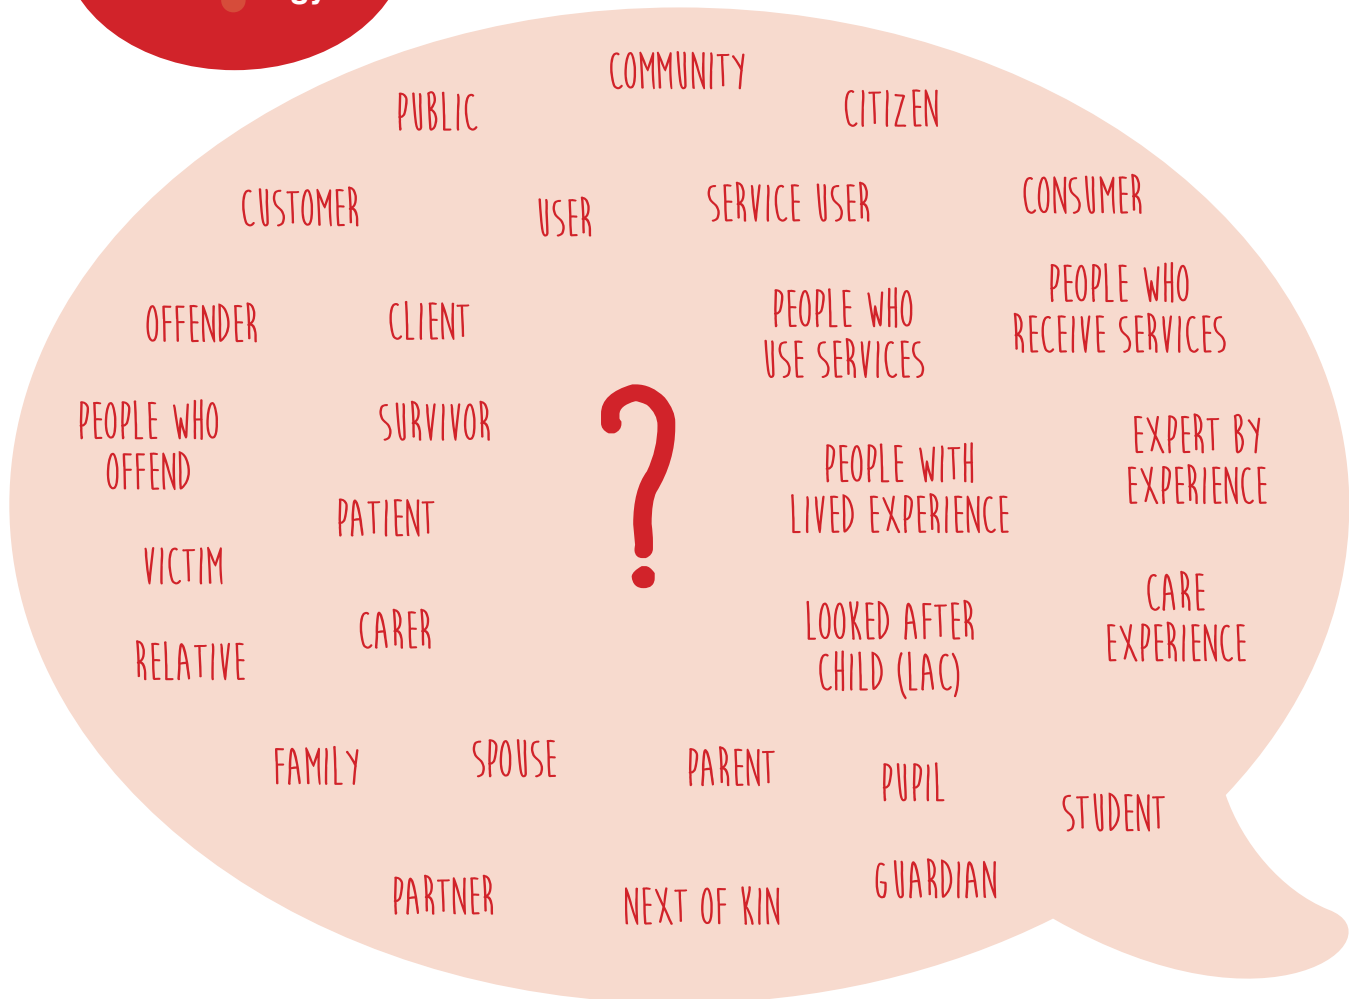 gy
COMMUNITY
PUBLIC
CITIZEN
CUSTOMER
USER
SERVICE USER
CONSUMER
OFFENDER
CLIENT
PEOPLE WHO
USE SERVICES
PEOPLE WHO
RECEIVE SERVICES
PEOPLE WHO
OFFEND
SURVIVOR
?
PEOPLE WITH
LIVED EXPERIENCE
EXPERT BY
EXPERIENCE
PATIENT
VICTIM
CARER
RELATIVE
LOOKED AFTER
CHILD (LAC)
CARE
EXPERIENCE
FAMILY
SPOUSE
PARENT
PUPIL
STUDENT
PARTNER
NEXT OF KIN
GUARDIAN